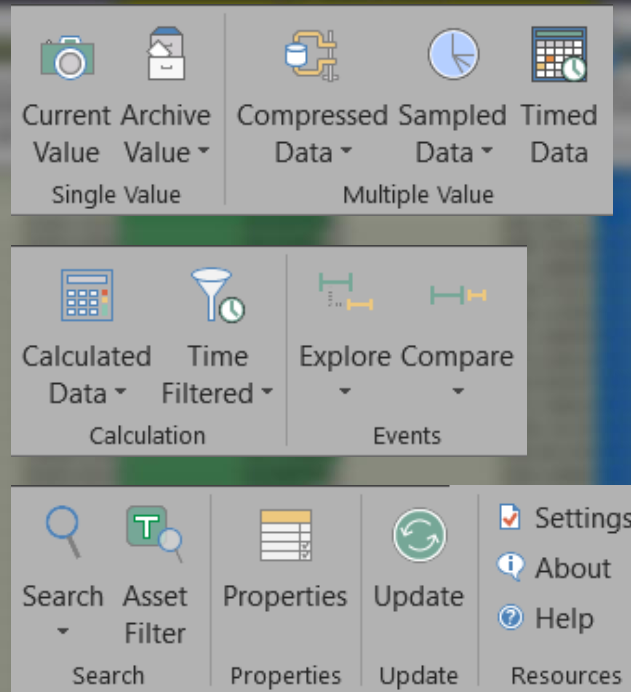 Current Archive Compressed Sampled Timed
Value Value Data Data Data
Single Value Multiple Value
Calculated Time Explore Compare
Data Filtered
Calculation Events
Settings
About
Search Asset Properties Update
Filter Help
Search Properties Update Resources